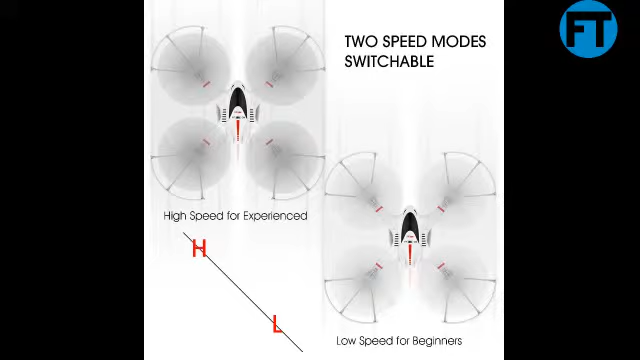 FT
TWO SPEED MODES
SWITCHABLE
High Speed for Experienced
H
L
Low Speed for Beginners